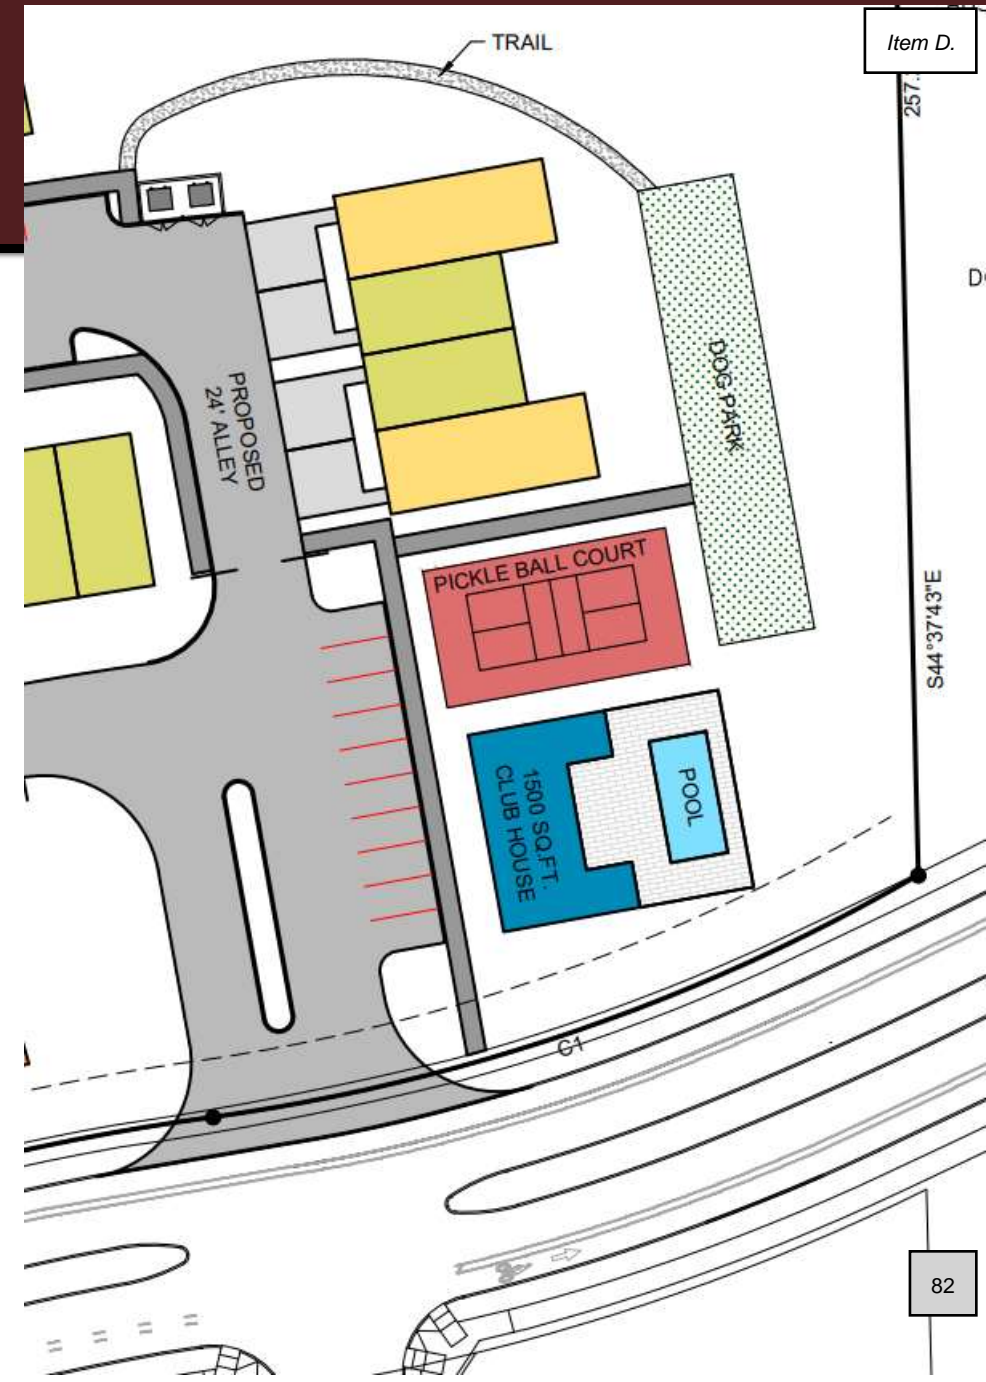 Item D.
TRAIL
257.
PROPOSED
24' ALLEY
DOG PARK
PICKLE BALL COURT
S44°37'43"E
1500 SQ.FT.
CLUB HOUSE
POOL
C1
82